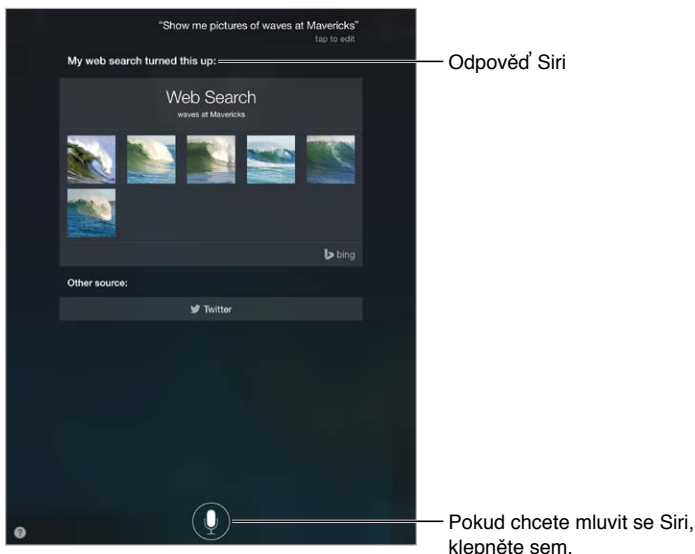 “Show me pictures of waves at Mavericks”
tap to edit
My web search turned this up:
Odpověď Siri
Web Search
waves at Mavericks
bing
Other source:
Twitter
?
Pokud chcete mluvit se Siri,
klepněte sem.